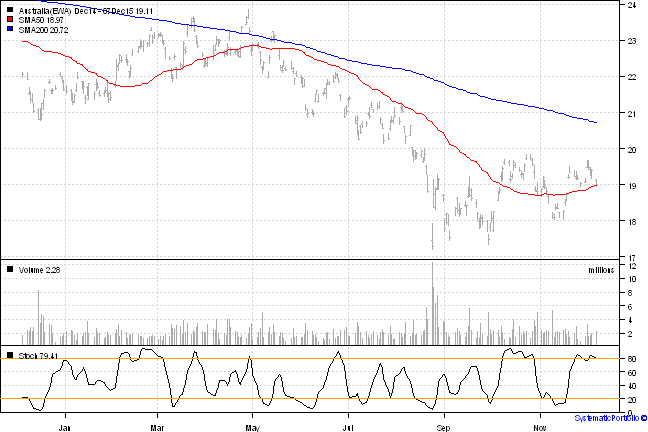 Australia(EWA) Dec14 - 07Dec15 19.11
SMA50 18.97
SMA200 20.72
24
23
22
21
20
19
18
17
Volume 2.28
millions
12
10
8
6
4
2
Stoch 79.41
80
60
40
20
0
Jan Mar May Jul Sep Nov
SystematicPortfolio ©